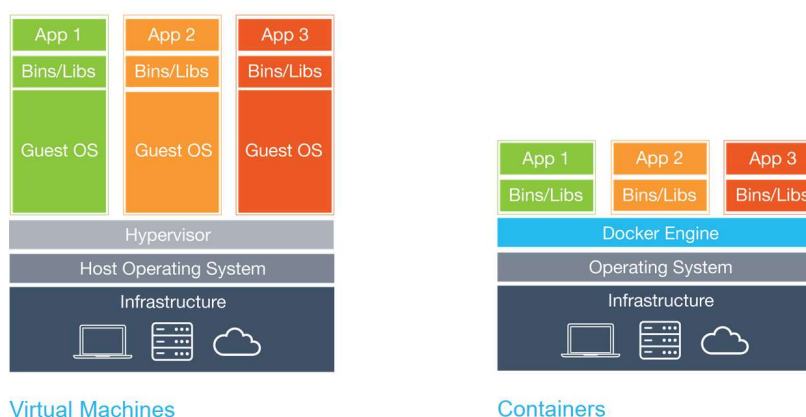 App 1
App 2
App 3
Bins/Libs
Bins/Libs
Bins/Libs
Guest OS
Guest OS
Guest OS
Hypervisor
Host Operating System
Infrastructure
Virtual Machines
App 1
App 2
App 3
Bins/Libs
Bins/Libs
Bins/Libs
Docker Engine
Operating System
Infrastructure
Containers